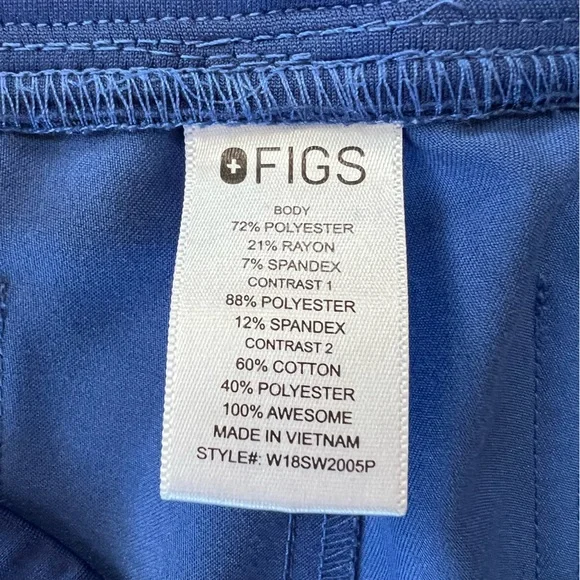 FIGS
BODY
72% POLYESTER
21% RAYON
7% SPANDEX
CONTRAST 1
88% POLYESTER
12% SPANDEX
CONTRAST 2
60% COTTON
40% POLYESTER
100% AWESOME
MADE IN VIETNAM
STYLE#: W18SW2005P